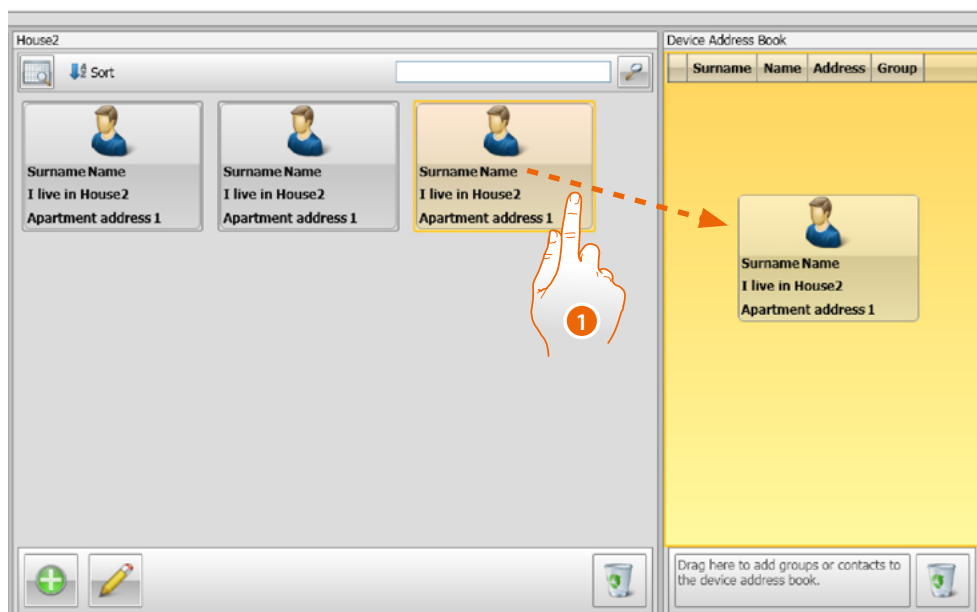 House2
Sort
Surname Name
I live in House2
Apartment address 1
Surname Name
I live in House2
Apartment address 1
Surname Name
I live in House2
Apartment address 1
1
Device Address Book
Surname Name Address Group
Surname Name
I live in House2
Apartment address 1
Drag here to add groups or contacts to
the device address book.